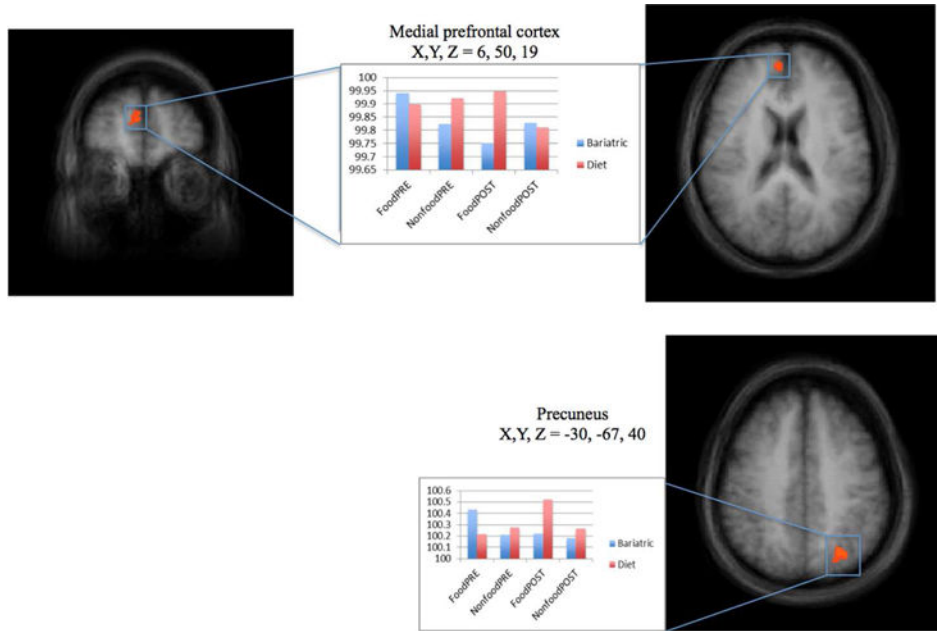 Medial prefrontal cortex
X,Y, Z = 6, 50, 19
100
99.95
99.9
99.85
99.8
99.75
99.7
99.65
FoodPRE
NonfoodPRE
FoodPOST
NonfoodPOST
Bariatric
Diet
Precuneus
X,Y, Z = -30, -67, 40
100.6
100.5
100.4
100.3
100.2
100.1
100
FoodPRE
NonfoodPRE
FoodPOST
NonfoodPOST
Bariatric
Diet